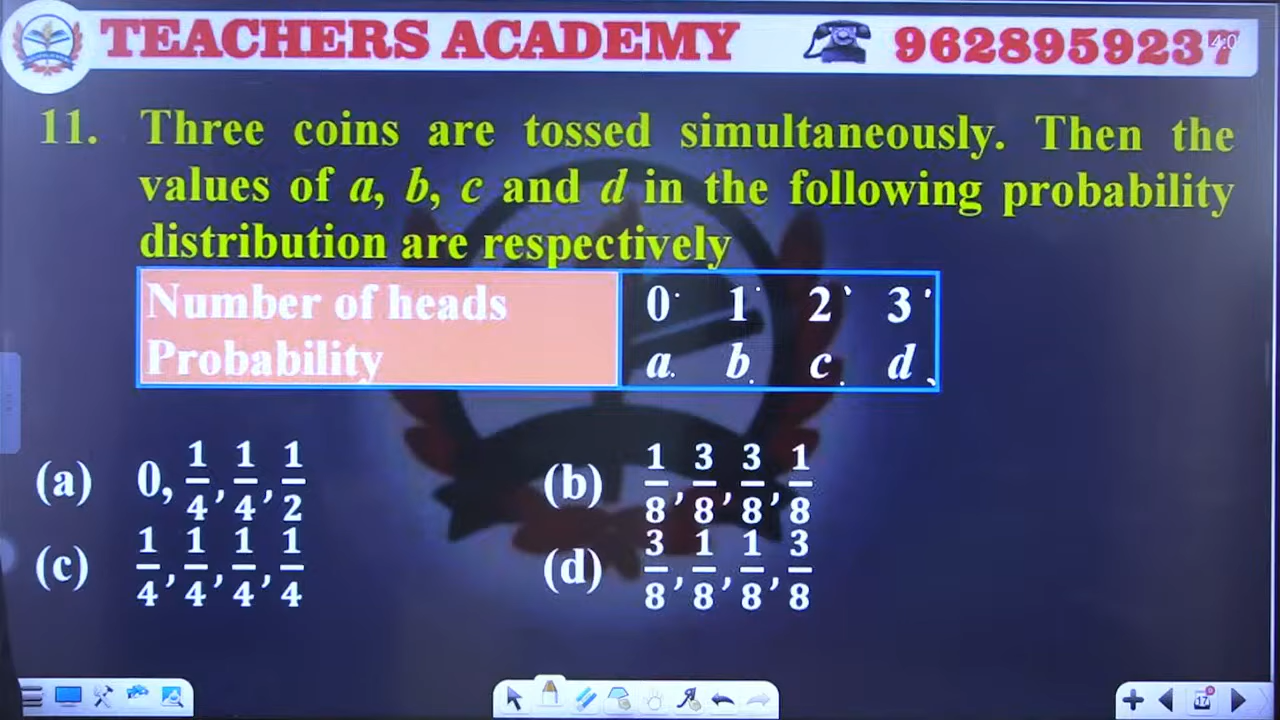 TEACHERS ACADEMY 9628959237
11. Three coins are tossed simultaneously. Then the
values of a, b, c and d in the following probability
distribution are respectively
Number of heads 0 1 2 3
Probability a b c d
(a) 0, 1/4, 1/4, 1/2 (b) 1/8, 3/8, 3/8, 1/8
(c) 1/4, 1/4, 1/4, 1/4 (d) 3/8, 1/8, 1/8, 3/8
17